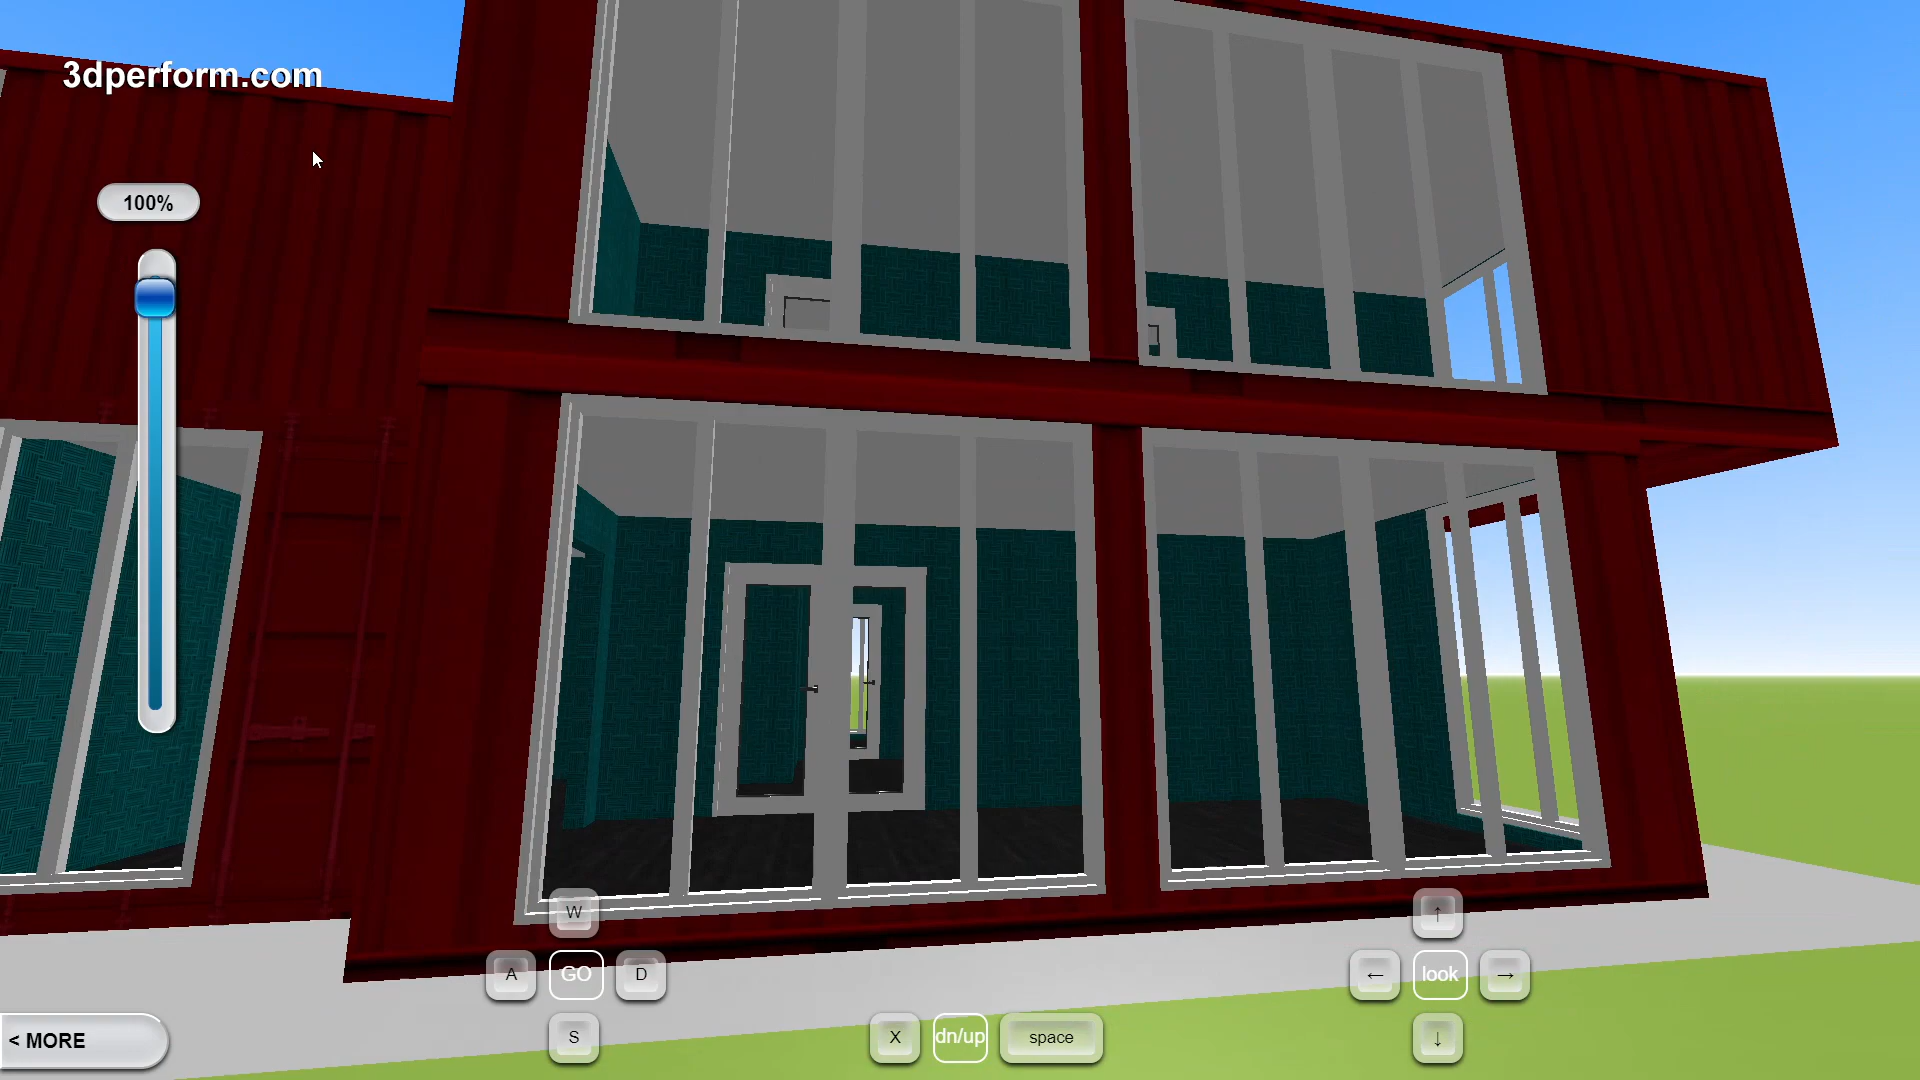 3dperform.com
100%
W
A GO D
S
X dn/up space
↑
← look →
↓
< MORE